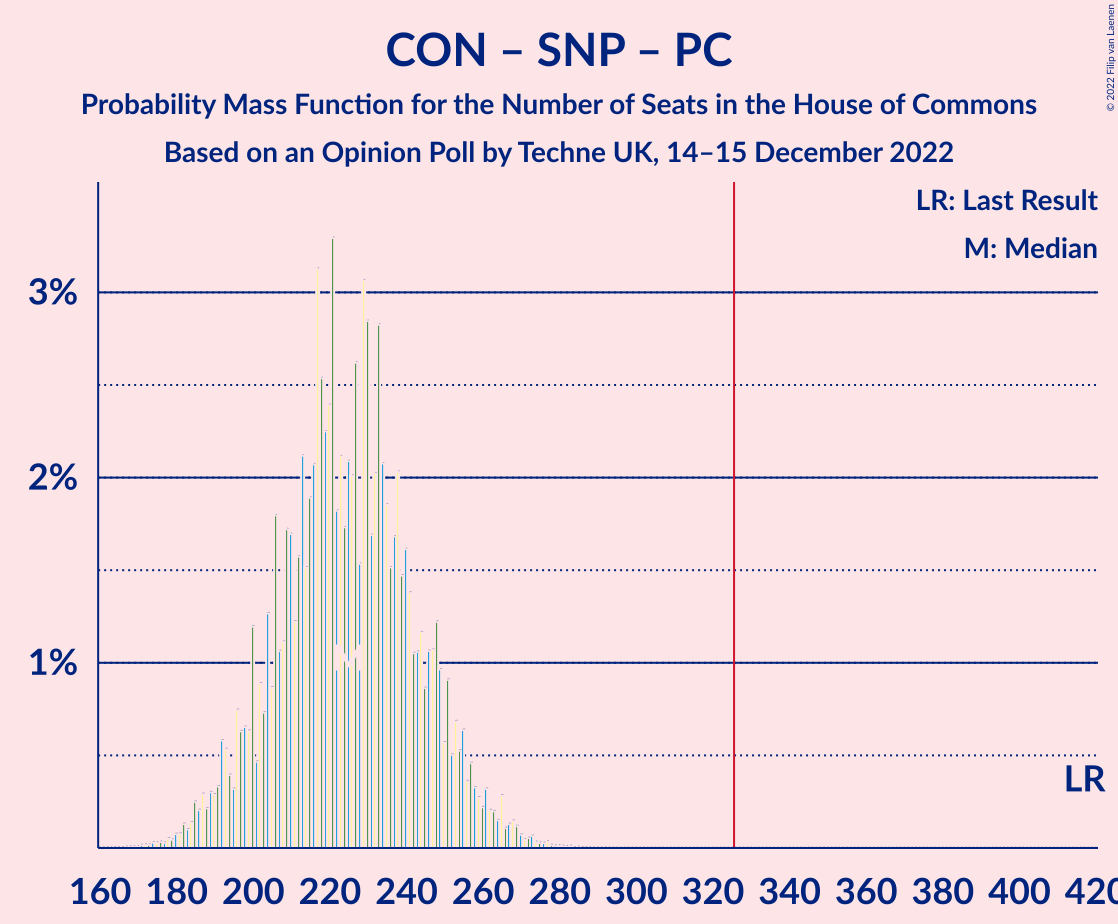 CON – SNP – PC
Probability Mass Function for the Number of Seats in the House of Commons
Based on an Opinion Poll by Techne UK, 14–15 December 2022
© 2022 Filip van Laenen
LR: Last Result
M: Median
3%
2%
1%
LR
160 180 200 220 240 260 280 300 320 340 360 380 400 420